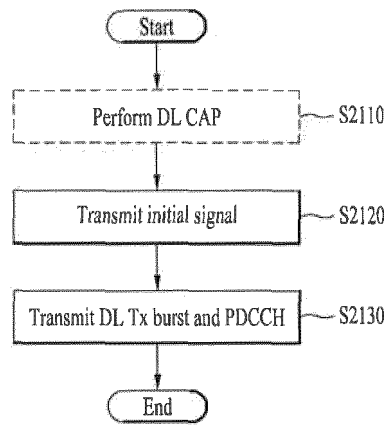 Start
Perform DL CAP
S2110
Transmit initial signal
S2120
Transmit DL Tx burst and PDCCH
S2130
End